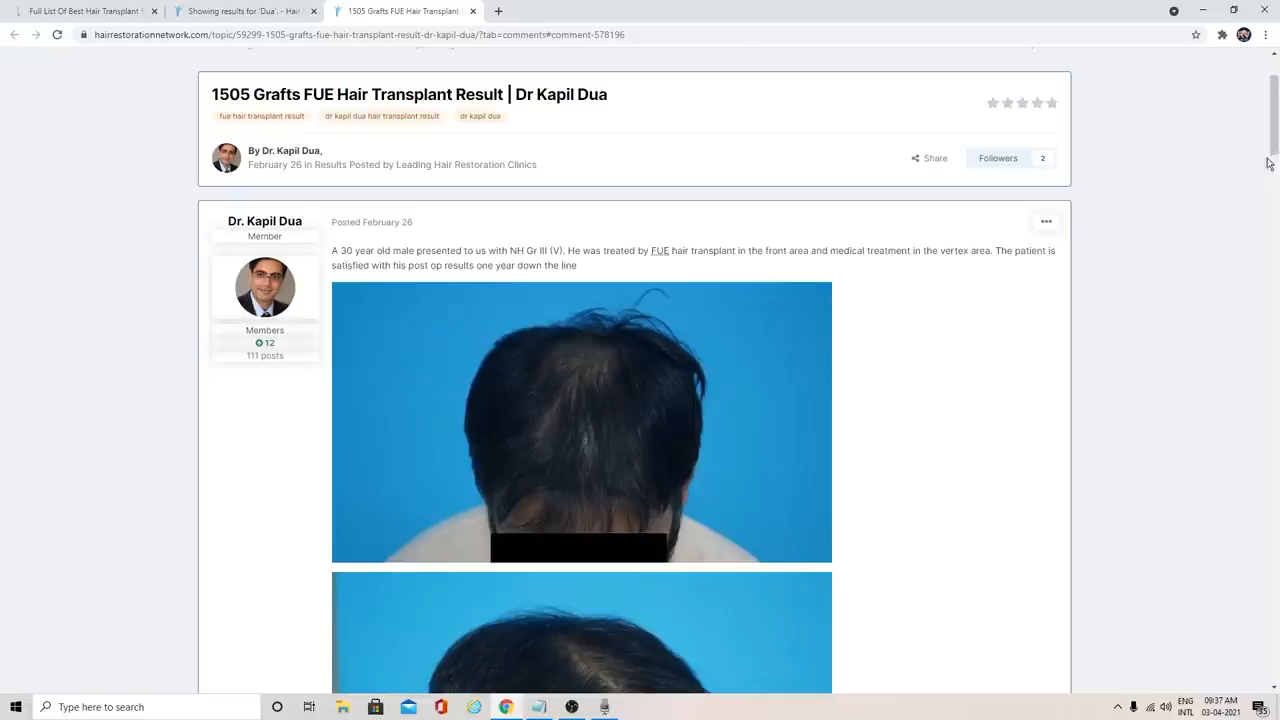 Full List Of Best Hair Transplant
Showing results for 'Dua'. - Hair
1505 Grafts FUE Hair Transplant
hairrestorationnetwork.com/topic/59299-1505-grafts-fue-hair-transplant-result-dr-kapil-dua/?tab=comments#comment-578196
1505 Grafts FUE Hair Transplant Result | Dr Kapil Dua
fue hair transplant result dr kapil dua hair transplant result dr kapil dua
By Dr. Kapil Dua,
February 26 in Results Posted by Leading Hair Restoration Clinics
Share Followers 2
Dr. Kapil Dua
Member
Members
12
111 posts
Posted February 26
A 30 year old male presented to us with NH Gr III (V). He was treated by FUE hair transplant in the front area and medical treatment in the vertex area. The patient is
satisfied with his post op results one year down the line
Type here to search
ENG
INTL
09:37 AM
03-04-2021